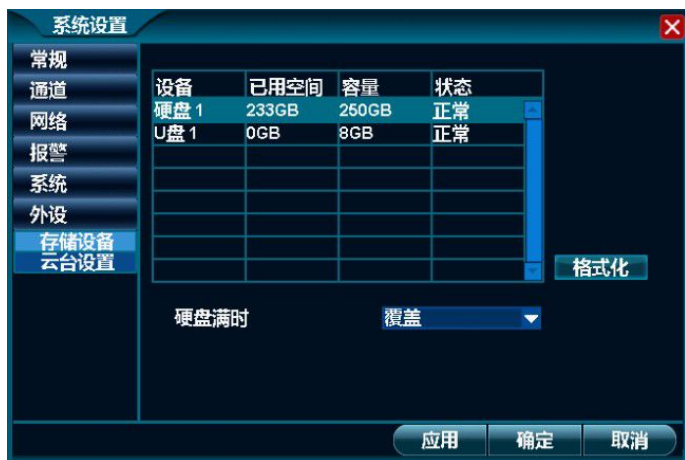 系统设置
常规
通道
网络
报警
系统
外设
存储设备
云台设置
设备 已用空间 容量 状态
硬盘1 233GB 250GB 正常
U盘1 0GB 8GB 正常
格式化
硬盘满时 覆盖
应用 确定 取消